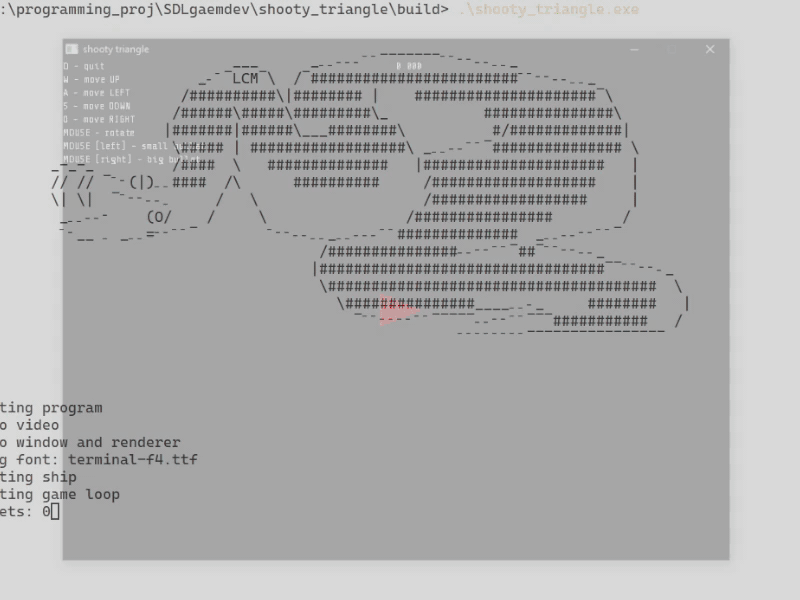 :\programming_proj\SDLgaemdev\shooty_triangle\build> .\shooty_triangle.exe
shooty triangle
Q - quit
W - move UP
A - move LEFT
S - move DOWN
D - move RIGHT
MOUSE - rotate
MOUSE [left] - small bullet
MOUSE [right] - big bullet
LCM
ting program
o video
o window and renderer
g font: terminal-f4.ttf
ting ship
ting game loop
ets: 0